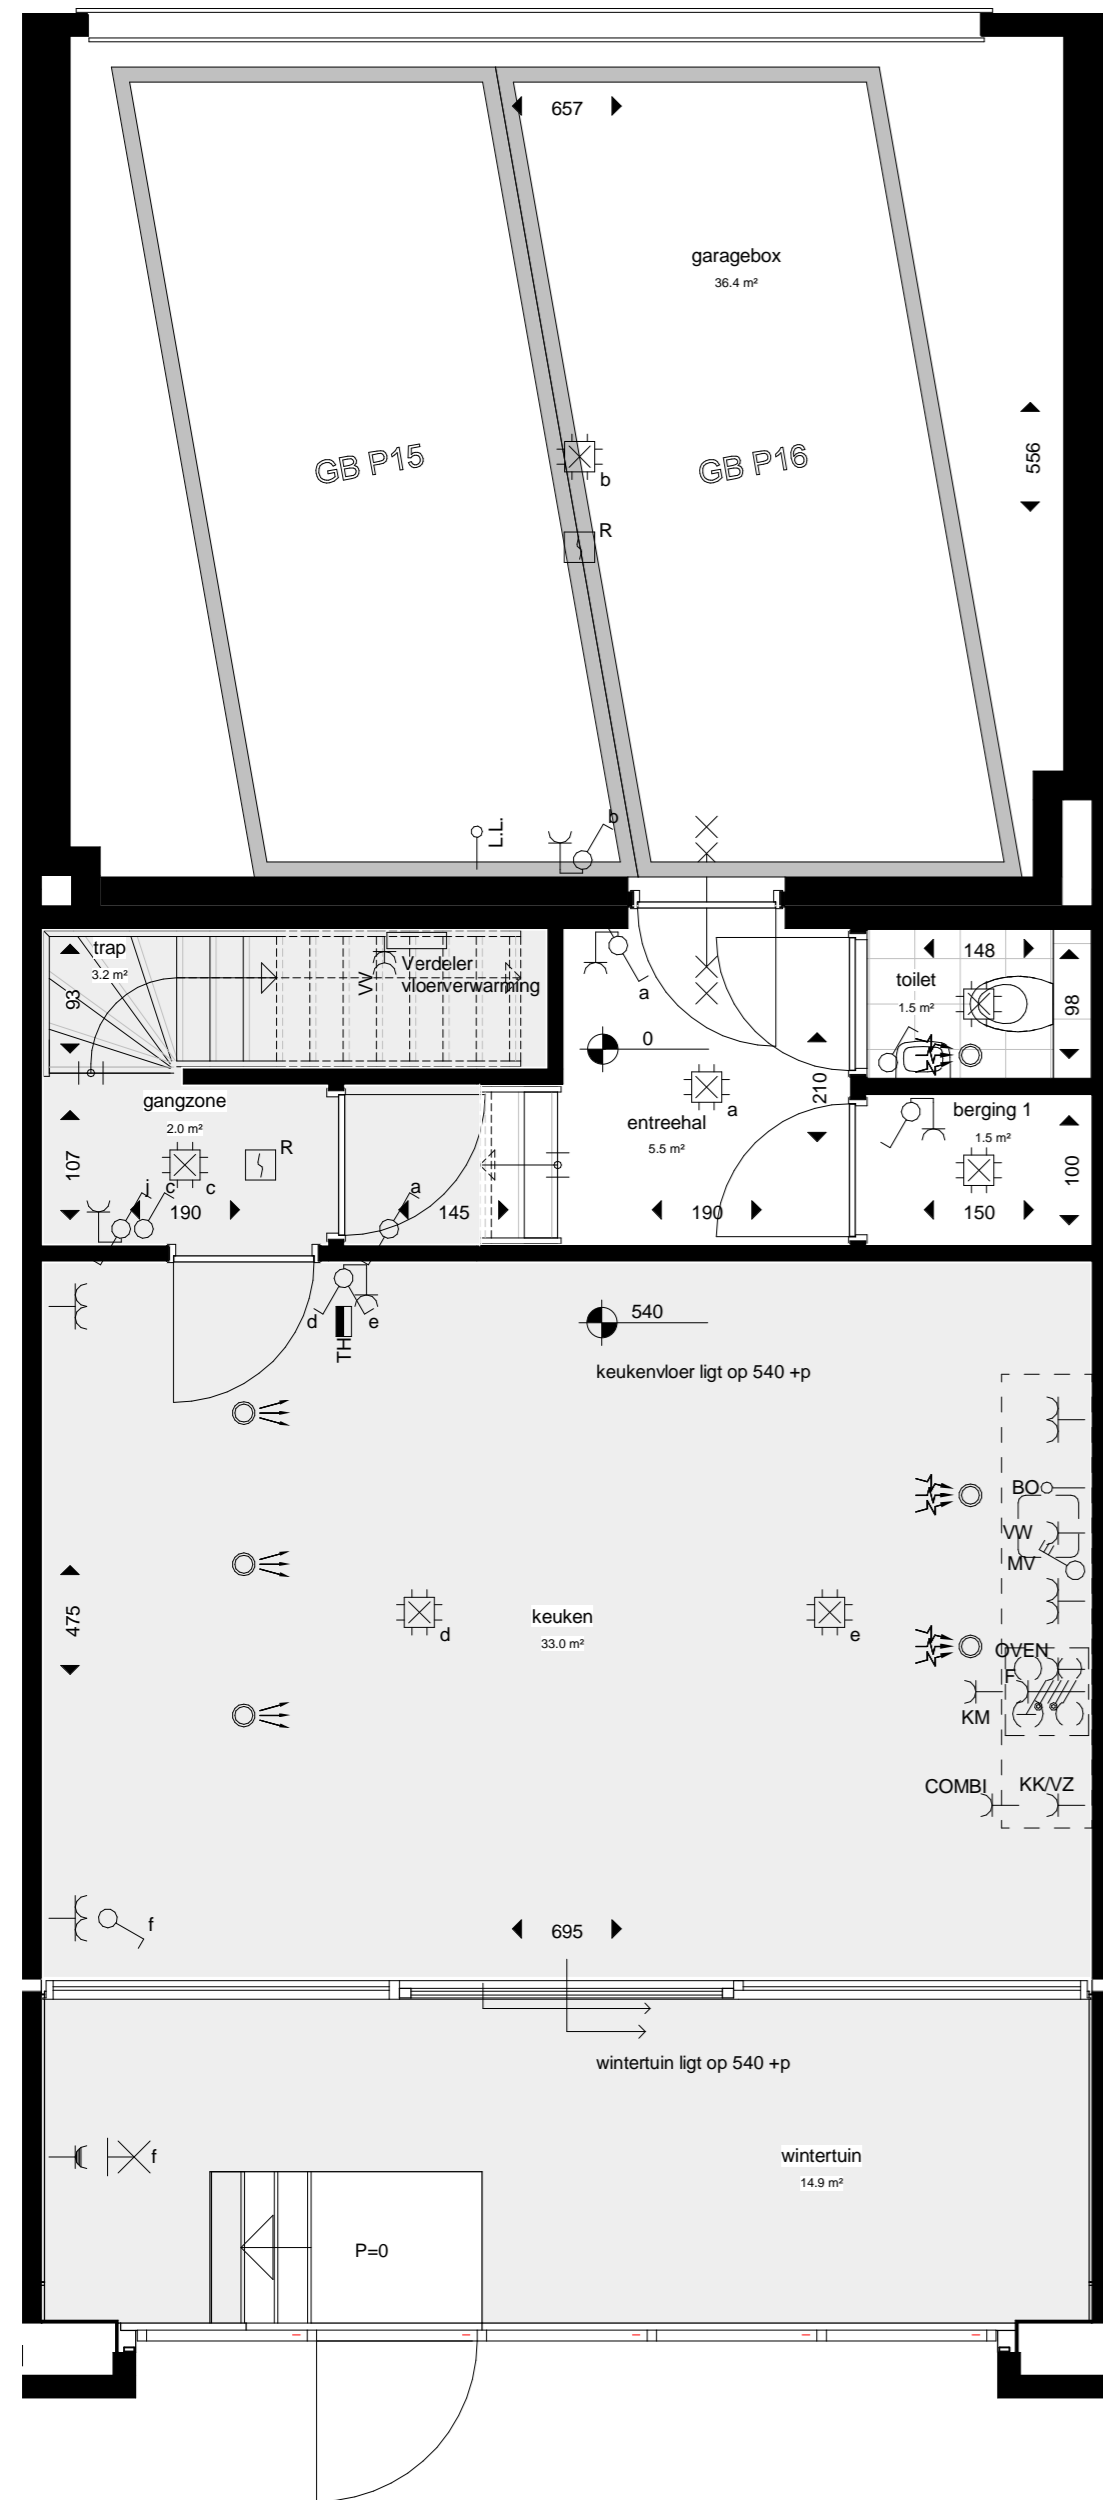 657
garagebox
36.4 m²
556
GB P15
GB P16
b
R
L.L.
b
trap
3.2 m²
93
VW
Verdeler
vloerverwarming
a
148
toilet
1.5 m²
98
0
210
a
entreehal
5.5 m²
gangzone
2.0 m²
107
R
j
c
c
190
a
145
190
berging 1
1.5 m²
100
150
d
e
TH
540
keukenvloer ligt op 540 +p
BO
VW
MV
475
d
keuken
33.0 m²
e
OVEN
F
KM
COMBI
KK/VZ
f
695
wintertuin ligt op 540 +p
f
wintertuin
14.9 m²
P=0